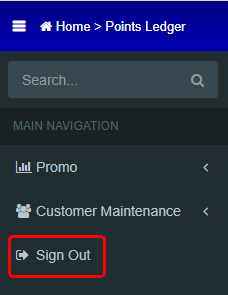 Home > Points Ledger
Search...
MAIN NAVIGATION
Promo
Customer Maintenance
Sign Out